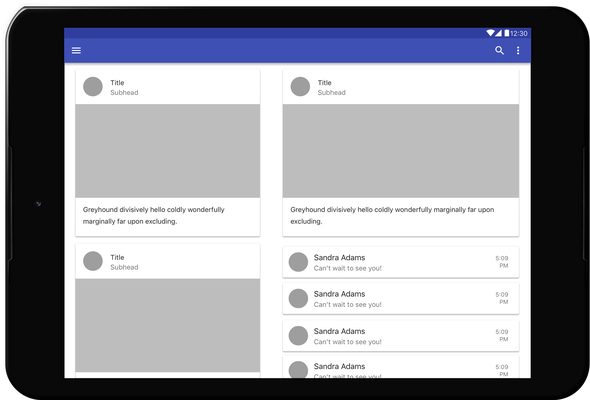 12:30
Title
Subhead
Greyhound divisively hello coldly wonderfully
marginally far upon excluding.
Title
Subhead
Title
Subhead
Greyhound divisively hello coldly wonderfully marginally far upon
excluding.
Sandra Adams
Can't wait to see you!
5:09
PM
Sandra Adams
Can't wait to see you!
5:09
PM
Sandra Adams
Can't wait to see you!
5:09
PM
Sandra Adams
Can't wait to see you!
5:09
PM